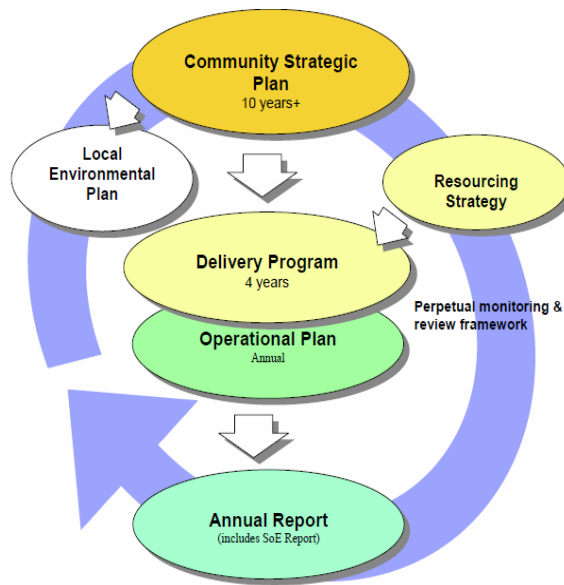 Community Strategic
Plan
10 years+
Local
Environmental
Plan
Resourcing
Strategy
Delivery Program
4 years
Perpetual monitoring &
review framework
Operational Plan
Annual
Annual Report
(includes SoE Report)